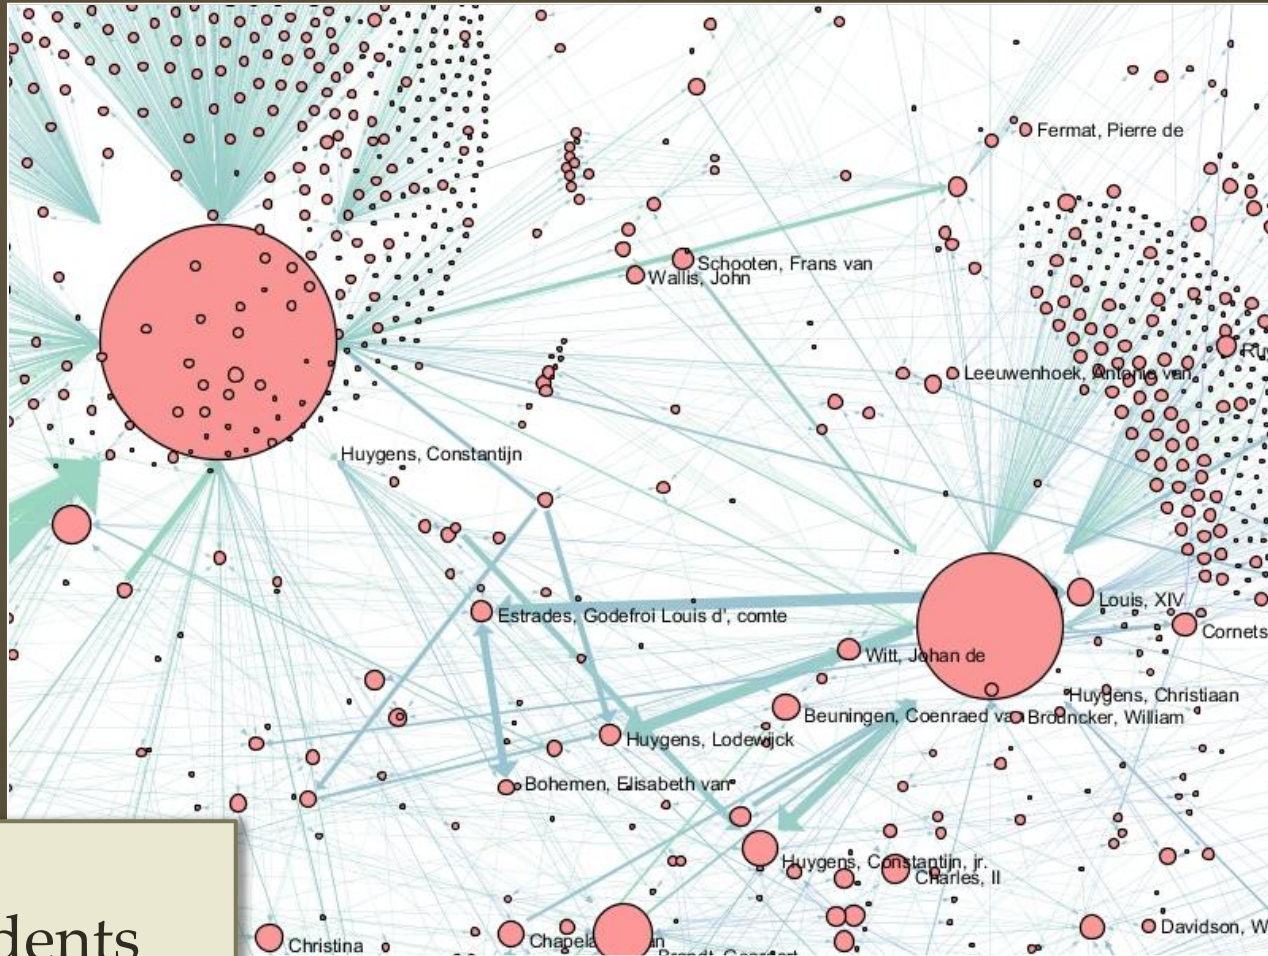 Fermat, Pierre de
Schooten, Frans van
Wallis, John
Leeuwenhoek, Antonie van
Huygens, Constantijn
Louis, XIV
Estrades, Godefroi Louis d', comte
Cornets
Witt, Johan de
Huygens, Christiaan
Beuningen, Coenraed van
Brouncker, William
Huygens, Lodewijck
Bohemen, Elisabeth van
Huygens, Constantijn, jr.
Charles, II
Davidson, W
Christina
dents